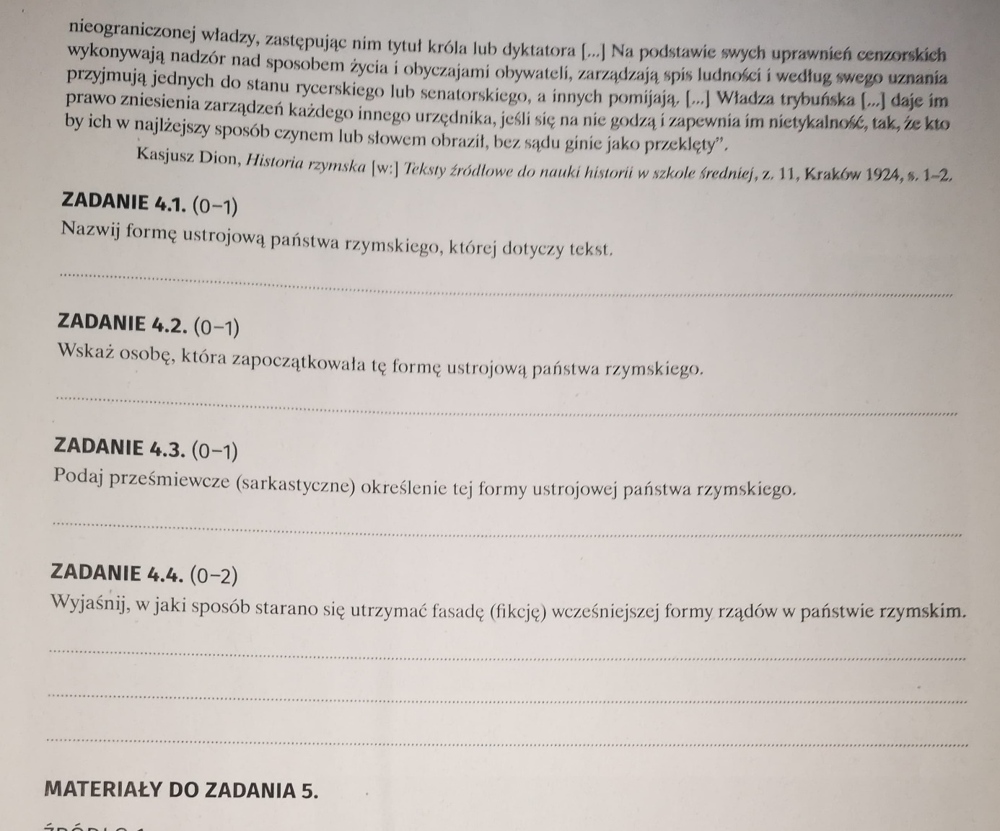 nieograniczonej władzy, zastępując nim tytuł króla lub dyktatora [...] Na podstawie swych uprawnień cenzorskich
wykonywają nadzór nad sposobem życia i obyczajami obywateli, zarządzają spis ludności i według swego uznania
przyjmują jednych do stanu rycerskiego lub senatorskiego, a innych pomijają. [...] Władza trybuńska [...] daje im
prawo zniesienia zarządzeń każdego innego urzędnika, jeśli się na nie godzą i zapewnia im nietykalność, tak, że kto
by ich w najlżejszy sposób czynem lub słowem obraził, bez sądu ginie jako przeklęty”.
Kasjusz Dion, Historia rzymska [w:] Teksty źródłowe do nauki historii w szkole średniej, z. 11, Kraków 1924, s. 1–2.
ZADANIE 4.1. (0–1)
Nazwij formę ustrojową państwa rzymskiego, której dotyczy tekst.
ZADANIE 4.2. (0–1)
Wskaż osobę, która zapoczątkowała tę formę ustrojową państwa rzymskiego.
ZADANIE 4.3. (0–1)
Podaj prześmiewcze (sarkastyczne) określenie tej formy ustrojowej państwa rzymskiego.
ZADANIE 4.4. (0–2)
Wyjaśnij, w jaki sposób starano się utrzymać fasadę (fikcję) wcześniejszej formy rządów w państwie rzymskim.
MATERIAŁY DO ZADANIA 5.